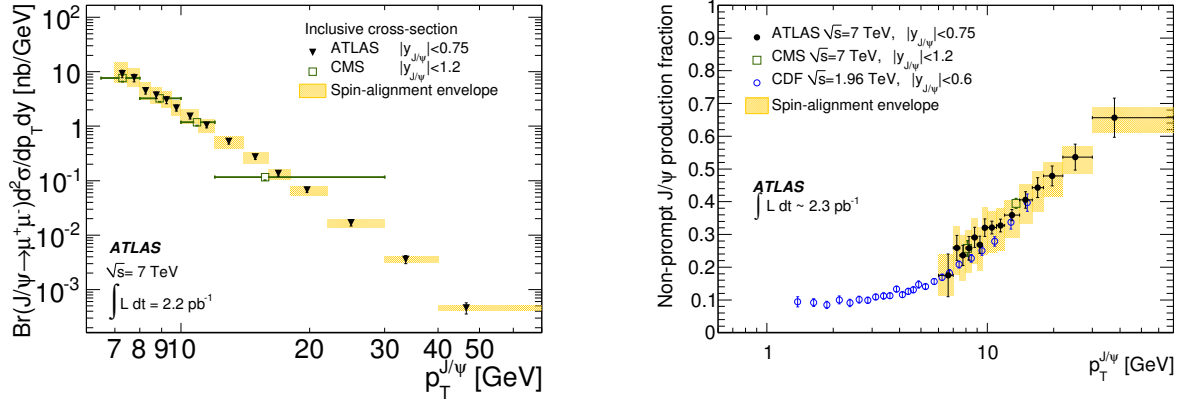 Br(J/ψ→μ⁺μ⁻)d²σ/dp_T dy [nb/GeV]
10²
10
1
10⁻¹
10⁻²
10⁻³
Inclusive cross-section
ATLAS |y_J/ψ|<0.75
CMS |y_J/ψ|<1.2
Spin-alignment envelope
ATLAS
√s= 7 TeV
∫ L dt = 2.2 pb⁻¹
7 8 9 10 20 30 40 50
p_T^J/ψ [GeV]
Non-prompt J/ψ production fraction
1
0.9
0.8
0.7
0.6
0.5
0.4
0.3
0.2
0.1
0
ATLAS √s=7 TeV, |y_J/ψ|<0.75
CMS √s=7 TeV, |y_J/ψ|<1.2
CDF √s=1.96 TeV, |y_J/ψ|<0.6
Spin-alignment envelope
ATLAS
∫ L dt ~ 2.3 pb⁻¹
1 10
p_T^J/ψ [GeV]